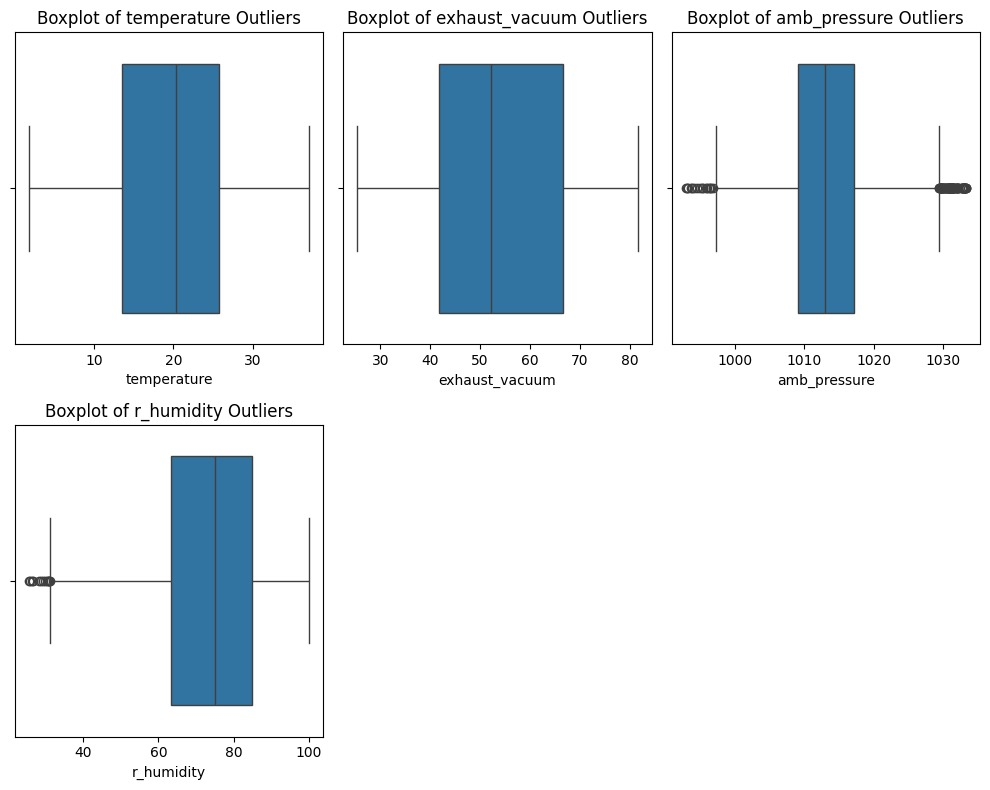 Boxplot of temperature Outliers
Boxplot of exhaust_vacuum Outliers
Boxplot of amb_pressure Outliers
10 20 30
30 40 50 60 70 80
1000 1010 1020 1030
temperature
exhaust_vacuum
amb_pressure
Boxplot of r_humidity Outliers
40 60 80 100
r_humidity